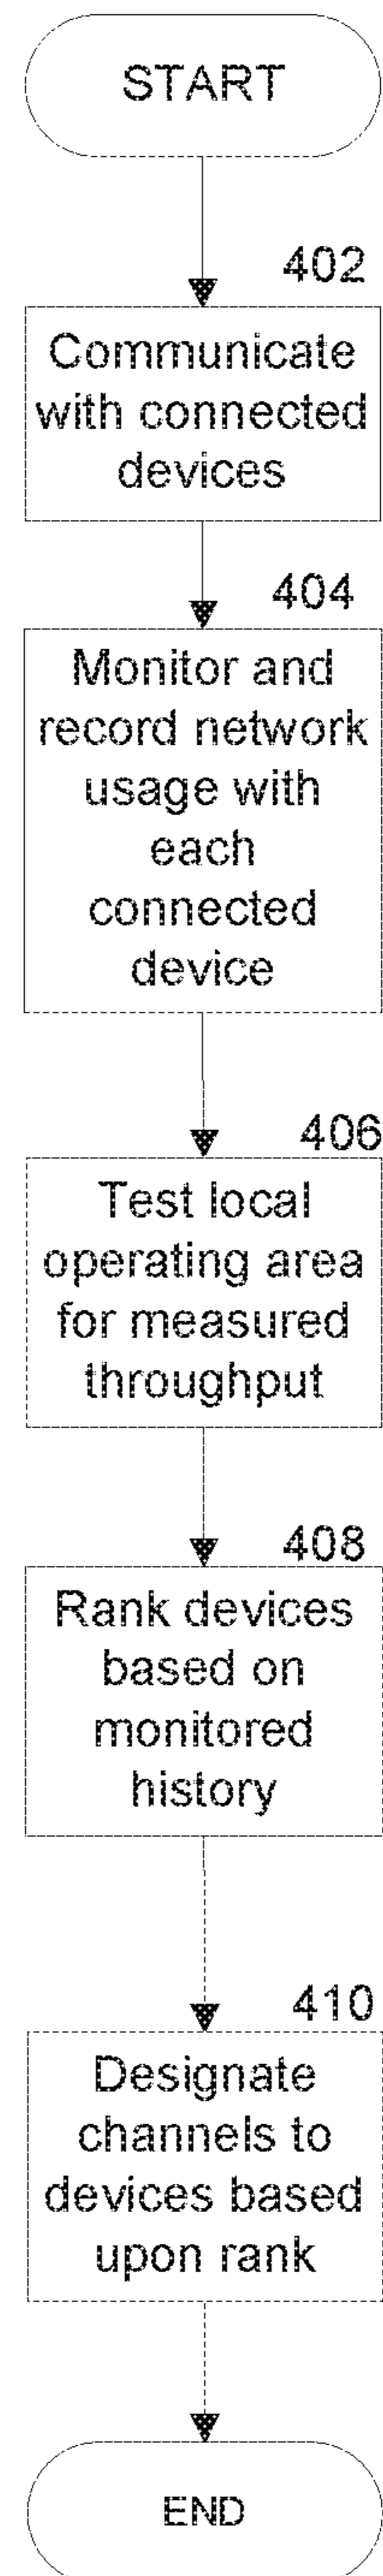 START
402
Communicate
with connected
devices
404
Monitor and
record network
usage with
each
connected
device
406
Test local
operating area
for measured
throughput
408
Rank devices
based on
monitored
history
410
Designate
channels to
devices based
upon rank
END